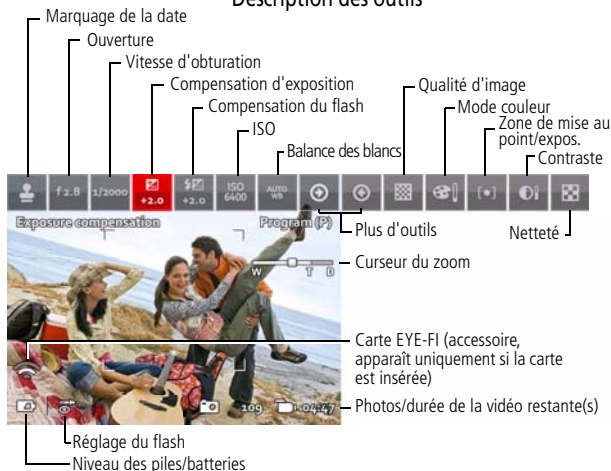 Description des outils
Marquage de la date
Ouverture
Vitesse d'obturation
Compensation d'exposition
Compensation du flash
ISO
Balance des blancs
Qualité d'image
Mode couleur
Zone de mise au
point/expos.
Contraste
f 2.8
1/2000
+2.0
+2.0
ISO
6400
AUTO
WB
Exposure compensation
Program (P)
Plus d'outils
Netteté
W T D
Curseur du zoom
Carte EYE-FI (accessoire,
apparaît uniquement si la carte
est insérée)
109 04:47
Photos/durée de la vidéo restante(s)
Réglage du flash
Niveau des piles/batteries